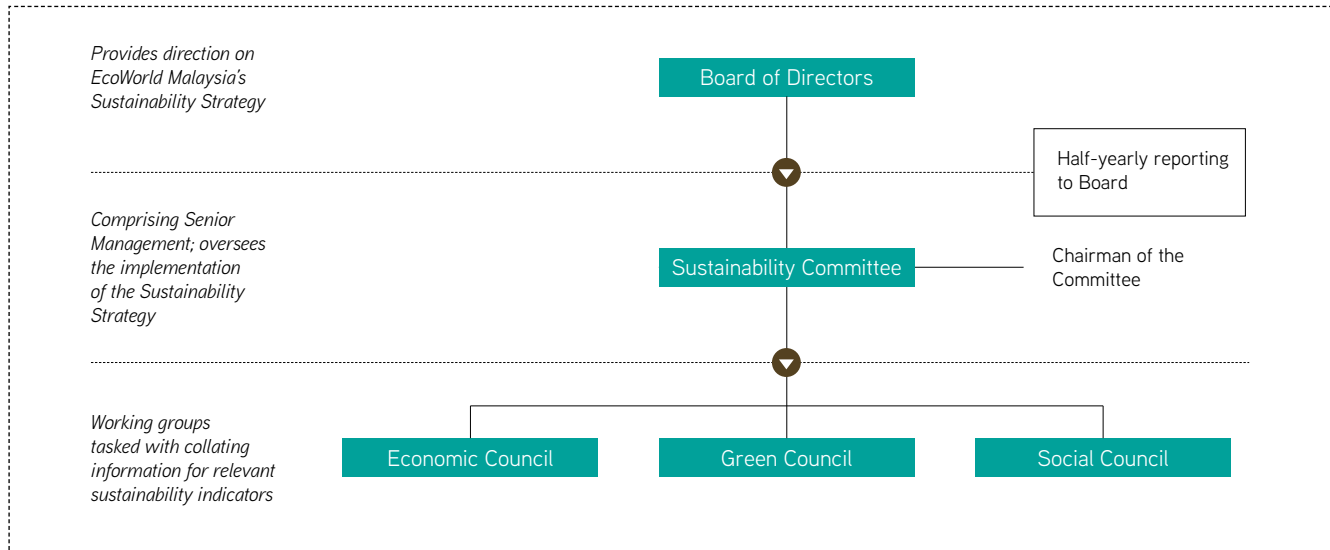 Provides direction on
EcoWorld Malaysia's
Sustainability Strategy
Board of Directors
Half-yearly reporting
to Board
Comprising Senior
Management; oversees
the implementation
of the Sustainability
Strategy
Sustainability Committee
Chairman of the
Committee
Working groups
tasked with collating
information for relevant
sustainability indicators
Economic Council
Green Council
Social Council